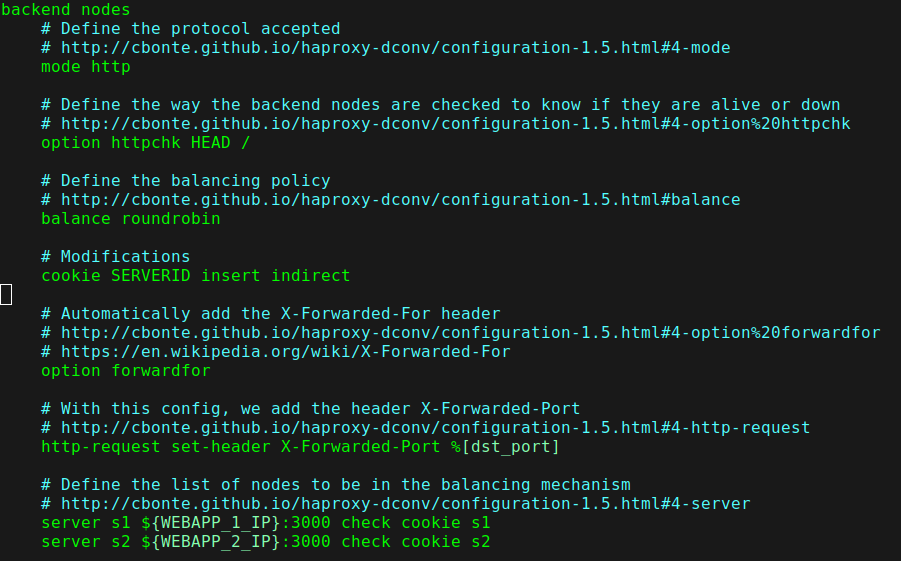 backend nodes
# Define the protocol accepted
# http://cbonte.github.io/haproxy-dconv/configuration-1.5.html#4-mode
mode http
# Define the way the backend nodes are checked to know if they are alive or down
# http://cbonte.github.io/haproxy-dconv/configuration-1.5.html#4-option%20httpchk
option httpchk HEAD /
# Define the balancing policy
# http://cbonte.github.io/haproxy-dconv/configuration-1.5.html#balance
balance roundrobin
# Modifications
cookie SERVERID insert indirect
# Automatically add the X-Forwarded-For header
# http://cbonte.github.io/haproxy-dconv/configuration-1.5.html#4-option%20forwardfor
# https://en.wikipedia.org/wiki/X-Forwarded-For
option forwardfor
# With this config, we add the header X-Forwarded-Port
# http://cbonte.github.io/haproxy-dconv/configuration-1.5.html#4-http-request
http-request set-header X-Forwarded-Port %[dst_port]
# Define the list of nodes to be in the balancing mechanism
# http://cbonte.github.io/haproxy-dconv/configuration-1.5.html#4-server
server s1 ${WEBAPP_1_IP}:3000 check cookie s1
server s2 ${WEBAPP_2_IP}:3000 check cookie s2